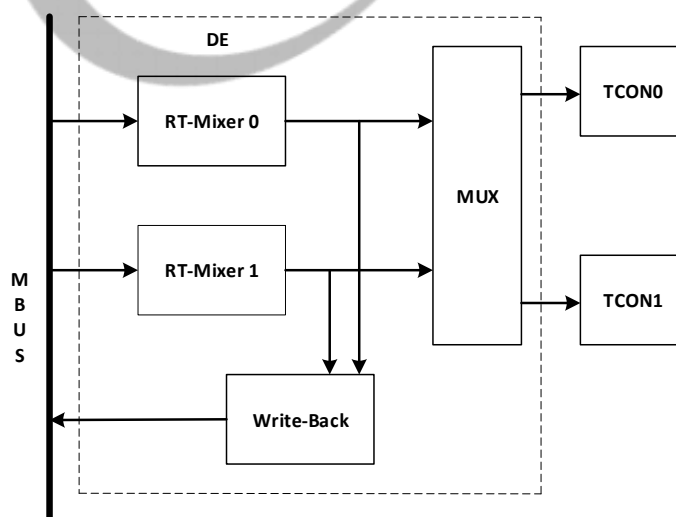 DE
RT-Mixer 0
TCON0
MUX
RT-Mixer 1
TCON1
M
B
U
S
Write-Back